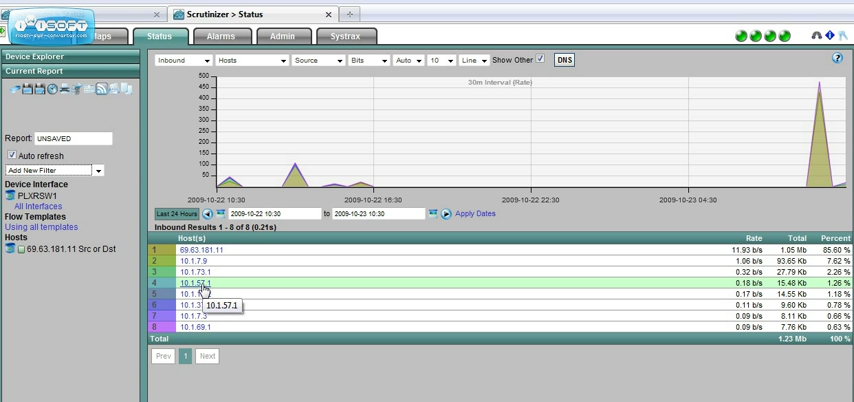 Scrutinizer > Status
iWiSOFT
flash-swf-convertor.com
Maps
Status
Alarms
Admin
Systrax
Device Explorer
Current Report
Inbound
Hosts
Source
Bits
Auto
10
Line
Show Other
DNS
30m Interval (Rate)
500
450
400
350
300
250
200
150
100
50
2009-10-22 10:30
2009-10-22 16:30
2009-10-22 22:30
2009-10-23 04:30
Report: UNSAVED
Auto refresh
Add New Filter
Device Interface
PLXRSW1
All Interfaces
Flow Templates
Using all templates
Hosts
69.63.181.11 Src or Dst
Last 24 Hours
2009-10-22 10:30
to
2009-10-23 10:30
Apply Dates
Inbound Results 1 - 8 of 8 (0.21s)
Host(s) Rate Total Percent
1 69.63.181.11 11.93 b/s 1.05 Mb 85.60 %
2 10.1.7.9 1.06 b/s 93.65 Kb 7.62 %
3 10.1.73.1 0.32 b/s 27.79 Kb 2.26 %
4 10.1.57.1 0.18 b/s 15.48 Kb 1.26 %
5 0.17 b/s 14.55 Kb 1.18 %
6 0.11 b/s 9.60 Kb 0.78 %
10.1.57.1
7 10.1.7.3 0.09 b/s 8.11 Kb 0.66 %
8 10.1.69.1 0.09 b/s 7.76 Kb 0.63 %
Total 1.23 Mb 100 %
Prev 1 Next